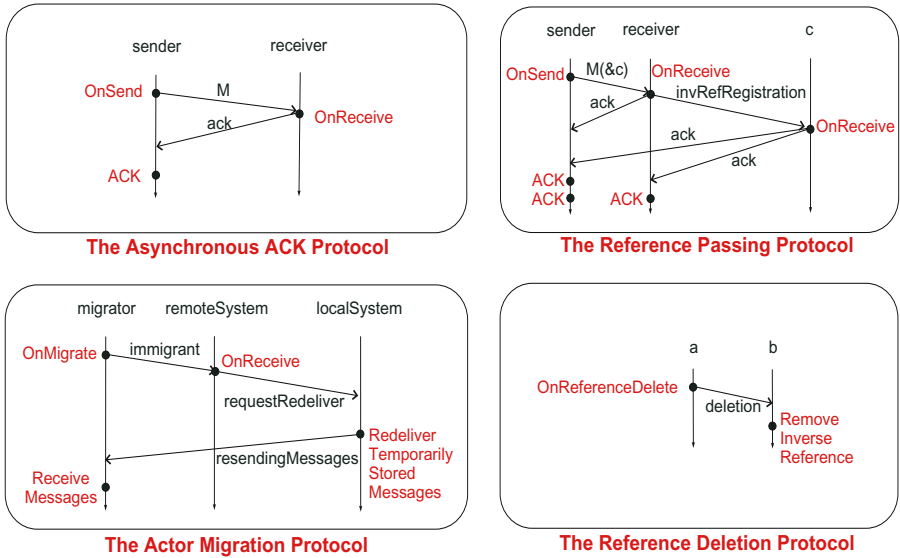 sender receiver
OnSend
M
OnReceive
ack
ACK
The Asynchronous ACK Protocol
sender receiver c
OnSend
M(&c)
OnReceive
invRefRegistration
ack
OnReceive
ack
ack
ACK
ACK ACK
The Reference Passing Protocol
migrator remoteSystem localSystem
OnMigrate
immigrant
OnReceive
requestRedeliver
Redeliver
Temporarily
Stored
Messages
resendingMessages
Receive
Messages
The Actor Migration Protocol
a b
OnReferenceDelete
deletion
Remove
Inverse
Reference
The Reference Deletion Protocol